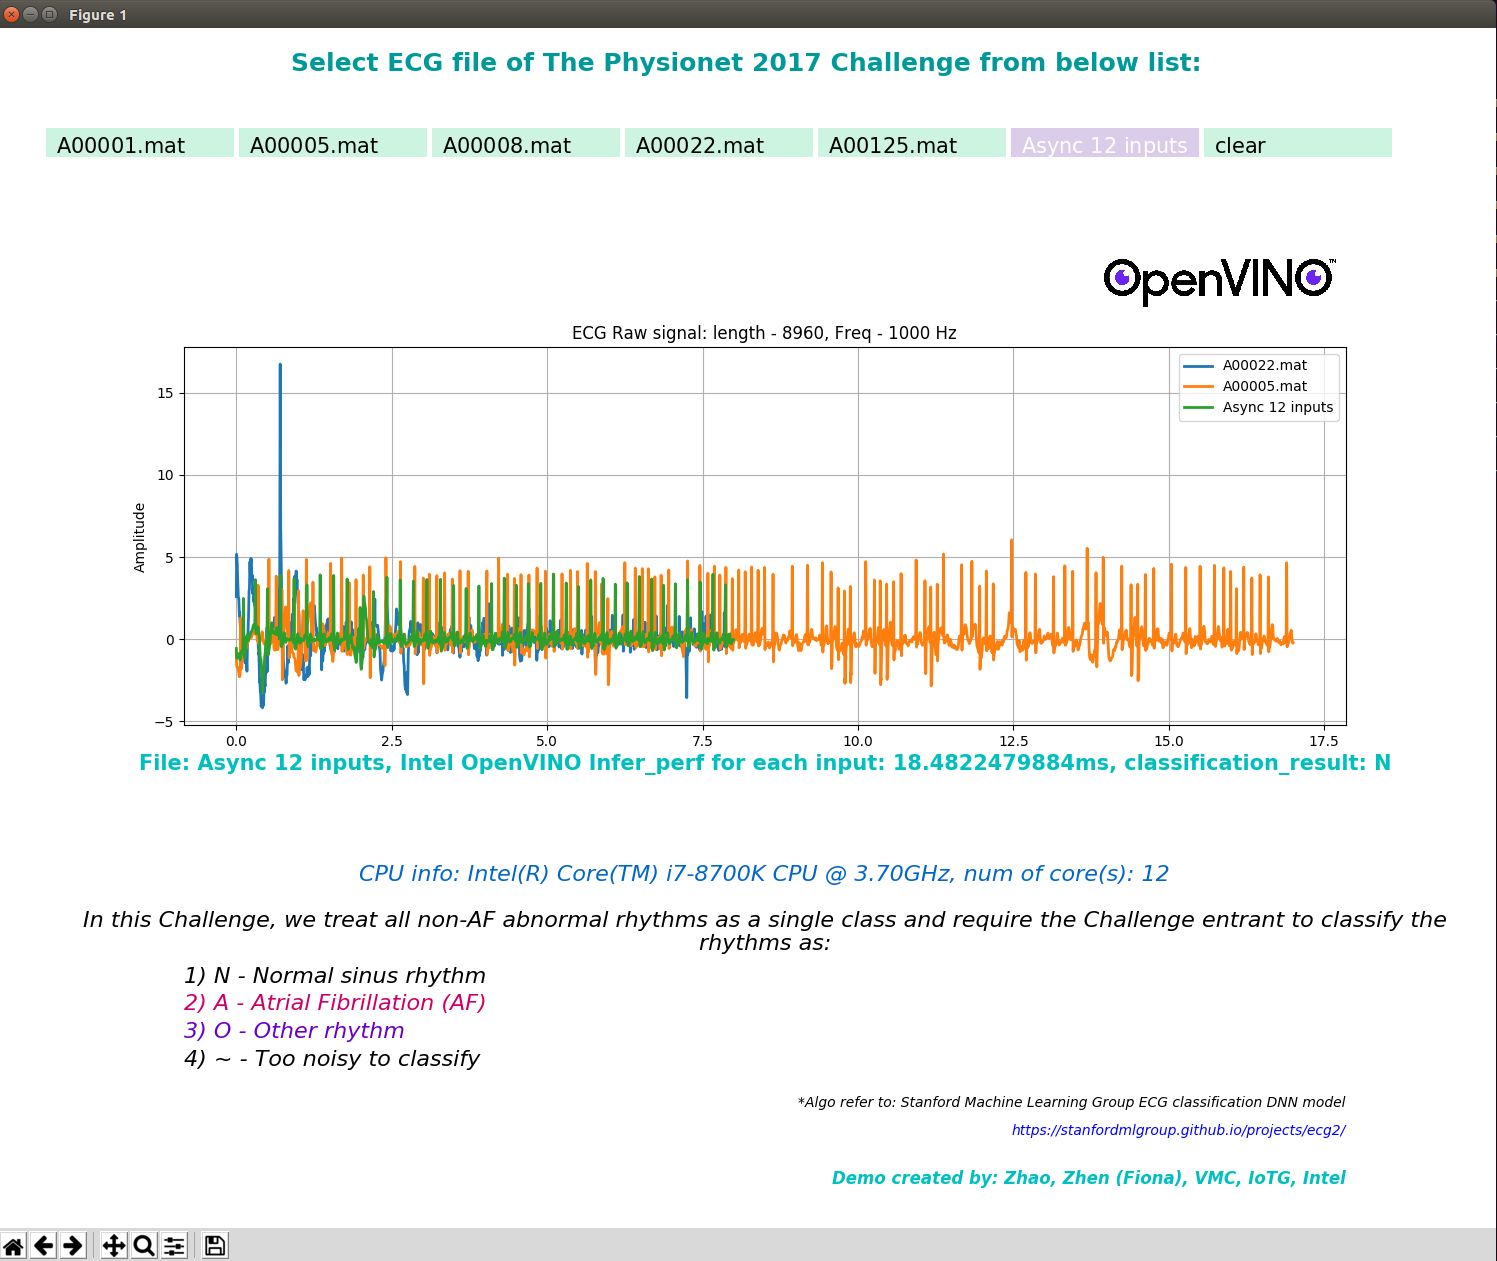 Figure 1
Select ECG file of The Physionet 2017 Challenge from below list:
A00001.mat A00005.mat A00008.mat A00022.mat A00125.mat Async 12 inputs clear
OpenVINO™
ECG Raw signal: length - 8960, Freq - 1000 Hz
A00022.mat
A00005.mat
Async 12 inputs
15
10
5
0
−5
Amplitude
0.0 2.5 5.0 7.5 10.0 12.5 15.0 17.5
File: Async 12 inputs, Intel OpenVINO Infer_perf for each input: 18.4822479884ms, classification_result: N
CPU info: Intel(R) Core(TM) i7-8700K CPU @ 3.70GHz, num of core(s): 12
In this Challenge, we treat all non-AF abnormal rhythms as a single class and require the Challenge entrant to classify the
rhythms as:
1) N - Normal sinus rhythm
2) A - Atrial Fibrillation (AF)
3) O - Other rhythm
4) ~ - Too noisy to classify
*Algo refer to: Stanford Machine Learning Group ECG classification DNN model
https://stanfordmlgroup.github.io/projects/ecg2/
Demo created by: Zhao, Zhen (Fiona), VMC, IoTG, Intel